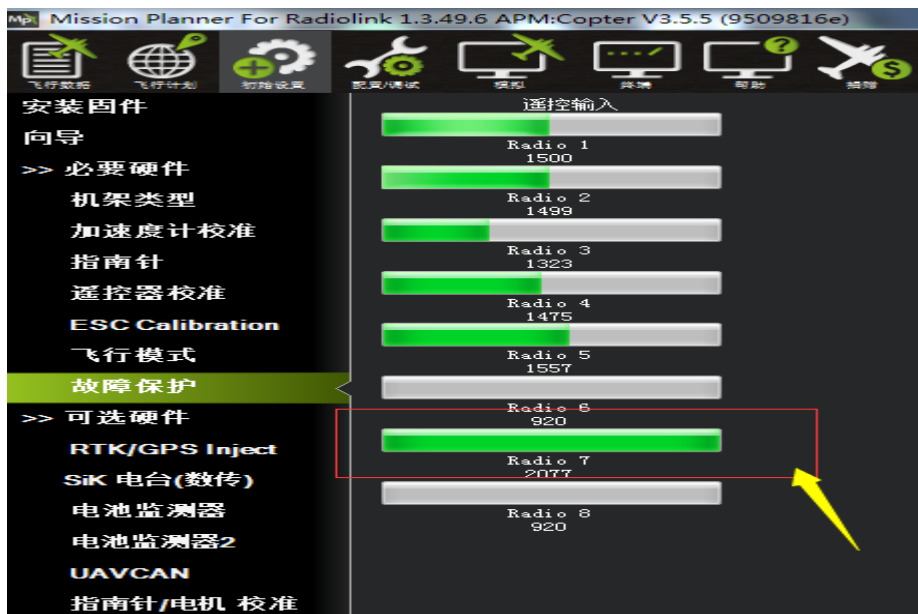 Mission Planner For Radiolink 1.3.49.6 APM:Copter V3.5.5 (9509816e)
飞行数据 飞行计划 初始设置 配置/调试 模拟 终端 帮助 捐赠
安装固件
向导
>> 必要硬件
机架类型
加速度计校准
指南针
遥控器校准
ESC Calibration
飞行模式
故障保护
>> 可选硬件
RTK/GPS Inject
SiK 电台(数传)
电池监测器
电池监测器2
UAVCAN
指南针/电机 校准
遥控输入
Radio 1
1500
Radio 2
1499
Radio 3
1323
Radio 4
1475
Radio 5
1557
Radio 6
920
Radio 7
2077
Radio 8
920